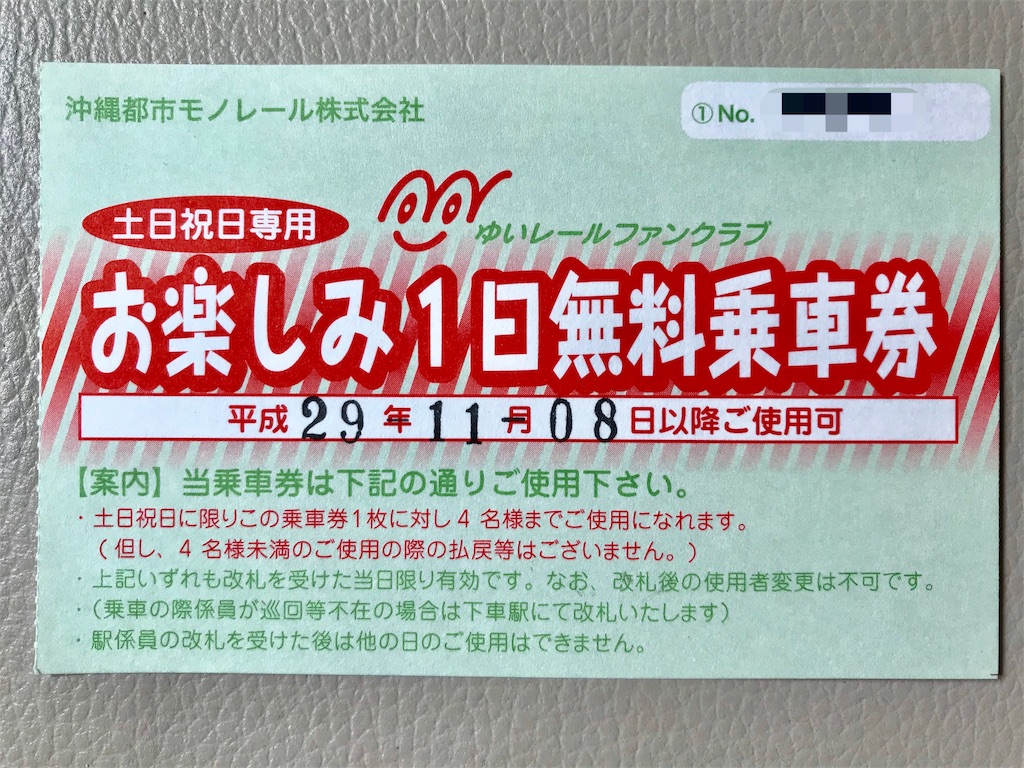 沖縄都市モノレール株式会社
① No.
土日祝日専用
ゆいレールファンクラブ
お楽しみ1日無料乗車券
平成 29 年 11 月 08 日以降ご使用可
【案内】当乗車券は下記の通りご使用下さい。
・土日祝日に限りこの乗車券1枚に対し 4 名様までご使用になれます。
（但し、4 名様未満のご使用の際の払戻等はございません。）
・上記いずれも改札を受けた当日限り有効です。なお、改札後の使用者変更は不可です。
・（乗車の際係員が巡回等不在の場合は下車駅にて改札いたします）
・駅係員の改札を受けた後は他の日のご使用はできません。